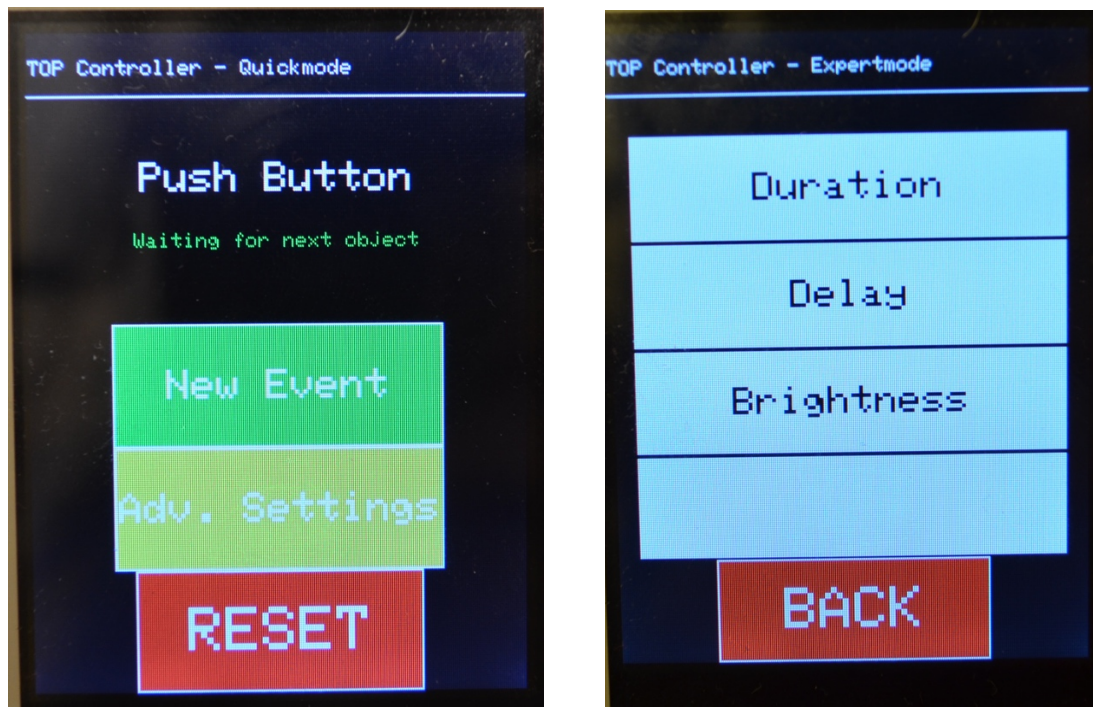 TOP Controller - Quickmode
Push Button
Waiting for next object
New Event
Adv. Settings
RESET
TOP Controller - Expertmode
Duration
Delay
Brightness
BACK